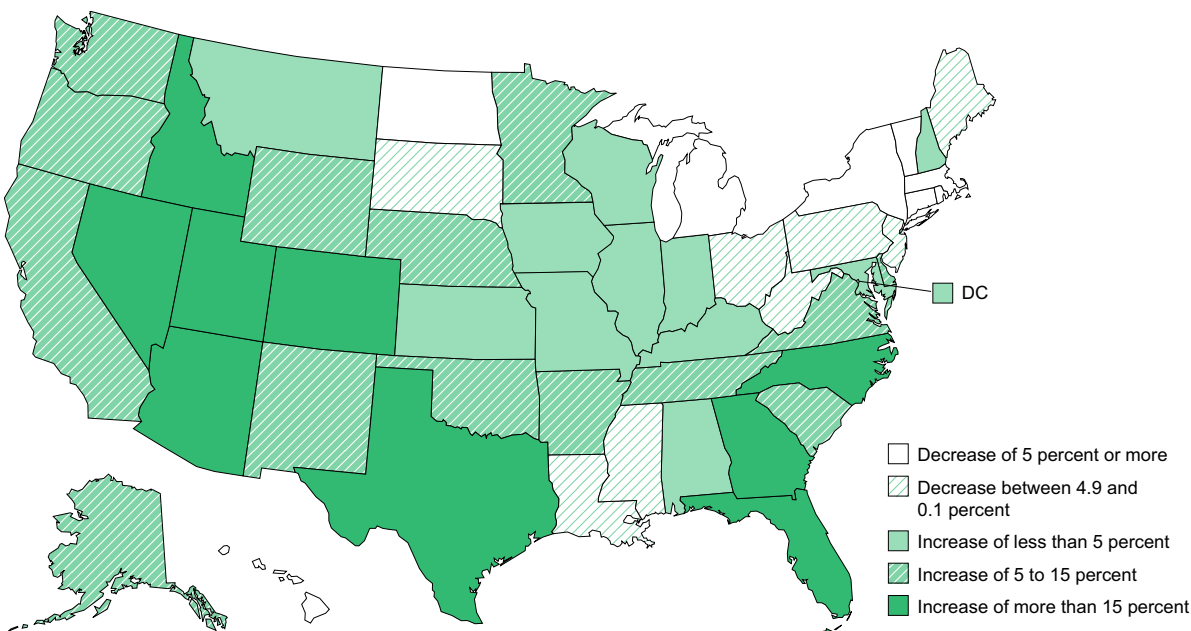 DC
Decrease of 5 percent or more
Decrease between 4.9 and
0.1 percent
Increase of less than 5 percent
Increase of 5 to 15 percent
Increase of more than 15 percent